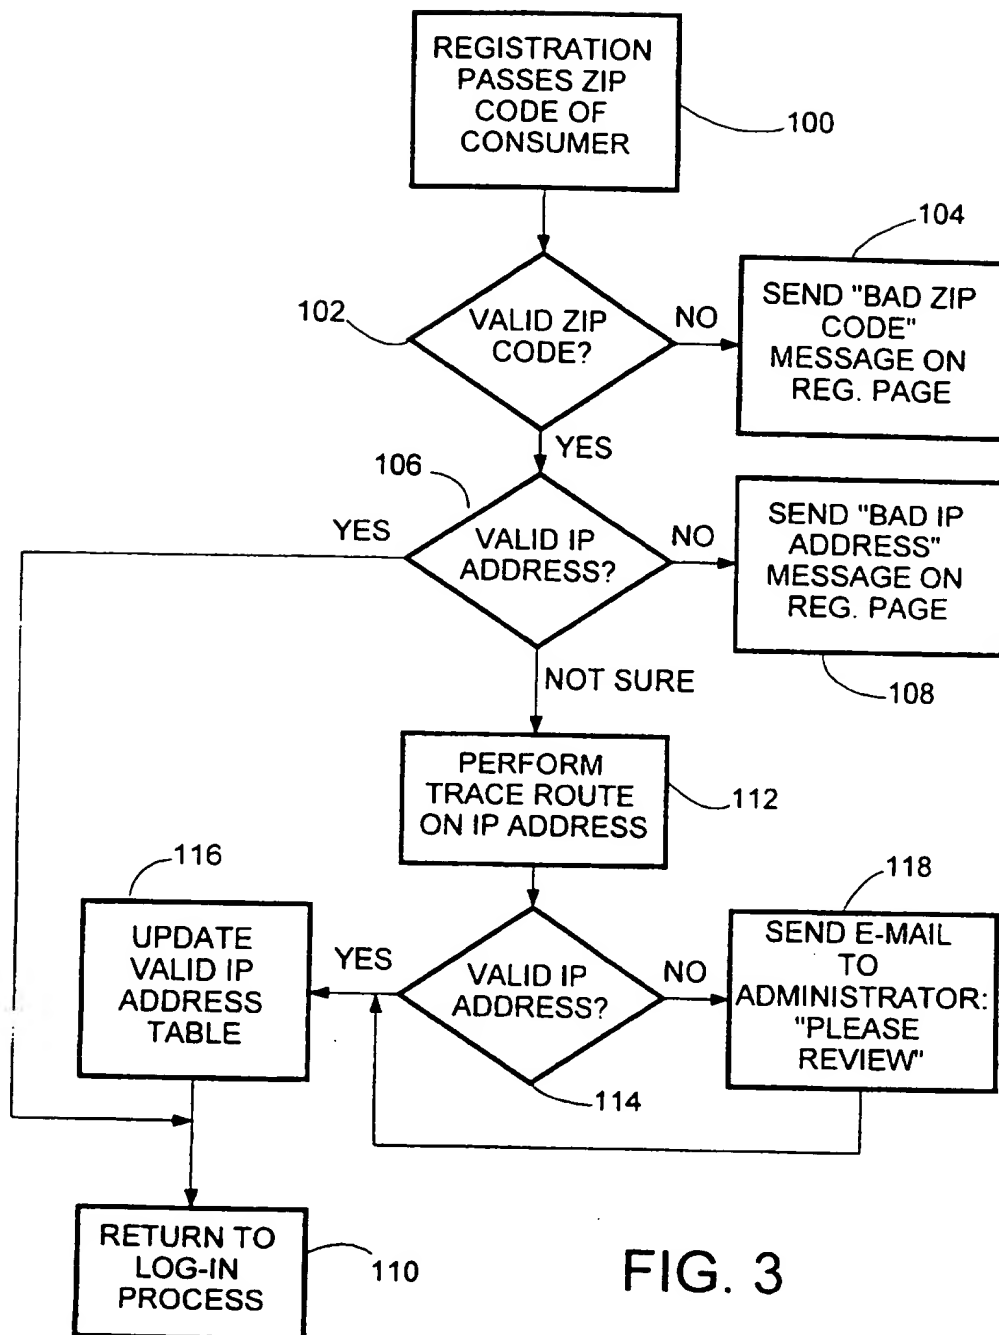 REGISTRATION
PASSES ZIP
CODE OF
CONSUMER
100
104
102
VALID ZIP
CODE?
NO
SEND "BAD ZIP
CODE"
MESSAGE ON
REG. PAGE
YES
106
YES
VALID IP
ADDRESS?
NO
SEND "BAD IP
ADDRESS"
MESSAGE ON
REG. PAGE
108
NOT SURE
PERFORM
TRACE ROUTE
ON IP ADDRESS
112
116
118
UPDATE
VALID IP
ADDRESS
TABLE
YES
VALID IP
ADDRESS?
NO
SEND E-MAIL
TO
ADMINISTRATOR:
"PLEASE
REVIEW"
114
RETURN TO
LOG-IN
PROCESS
110
FIG. 3